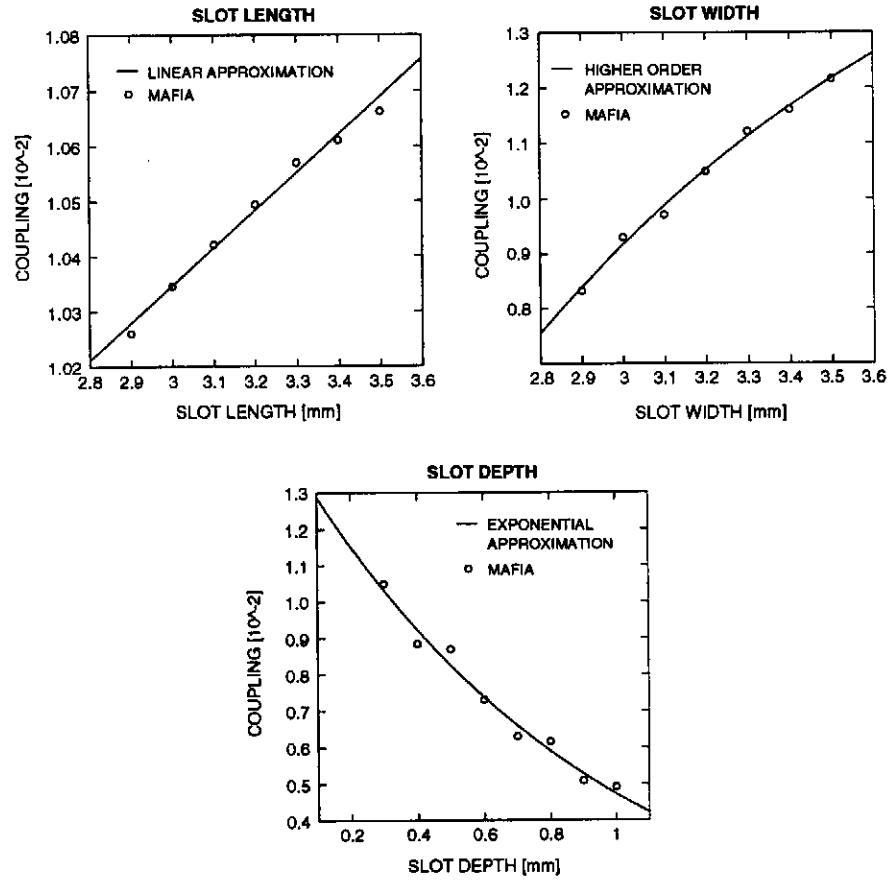 SLOT LENGTH
1.08
1.07
1.06
1.05
1.04
1.03
1.02
COUPLING [10^-2]
LINEAR APPROXIMATION
MAFIA
2.8 2.9 3 3.1 3.2 3.3 3.4 3.5 3.6
SLOT LENGTH [mm]
SLOT WIDTH
1.3
1.2
1.1
1.0
0.9
0.8
COUPLING [10^-2]
HIGHER ORDER
APPROXIMATION
MAFIA
2.8 2.9 3 3.1 3.2 3.3 3.4 3.5 3.6
SLOT WIDTH [mm]
SLOT DEPTH
1.3
1.2
1.1
1.0
0.9
0.8
0.7
0.6
0.5
0.4
COUPLING [10^-2]
EXPONENTIAL
APPROXIMATION
MAFIA
0.2 0.4 0.6 0.8 1
SLOT DEPTH [mm]